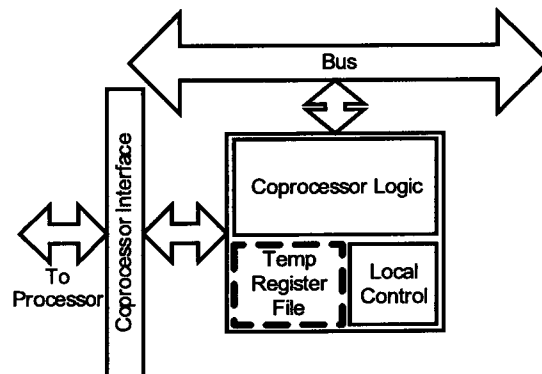 Bus
Coprocessor Interface
Coprocessor Logic
To
Processor
Temp
Register
File
Local
Control